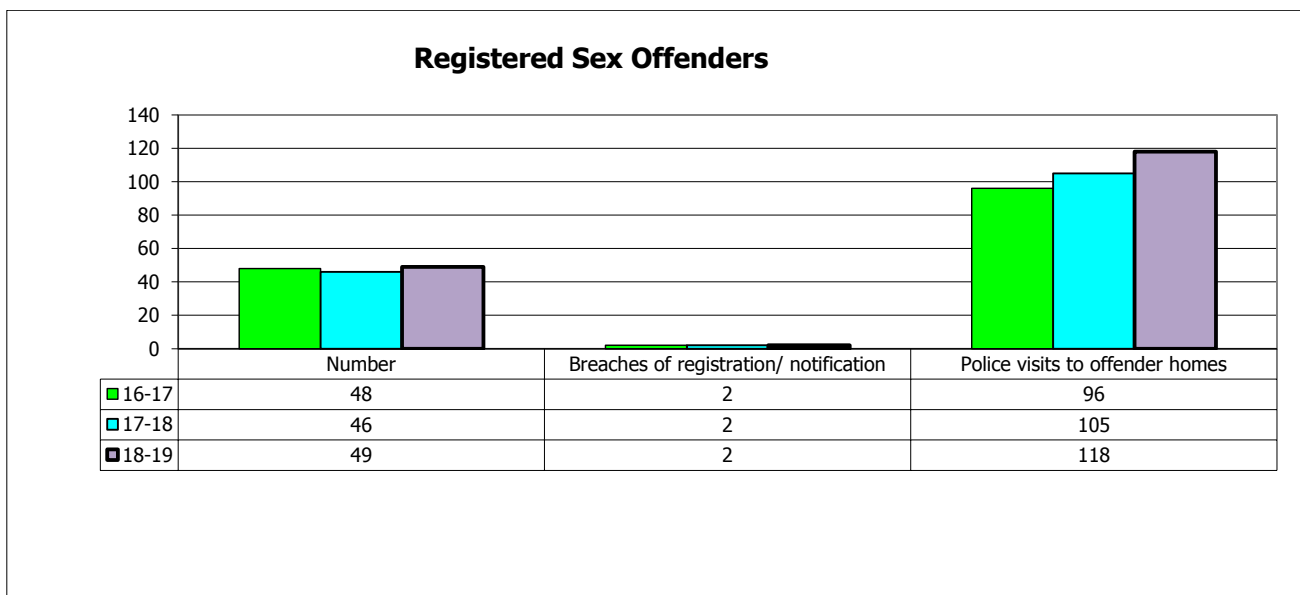 Registered Sex Offenders
140
120
100
80
60
40
20
0
Number Breaches of registration/ notification Police visits to offender homes
16-17 48 2 96
17-18 46 2 105
18-19 49 2 118